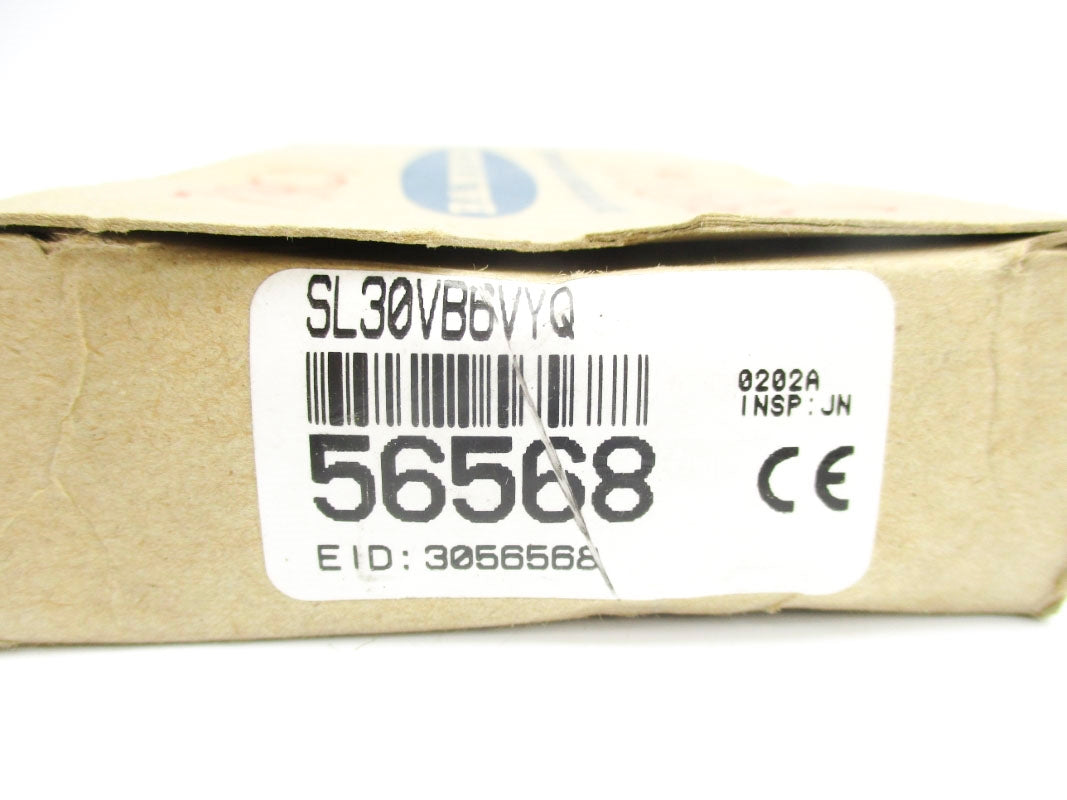 SL30VB6VYQ
0202A
INSP:JN
56568
CE
EID:3056568